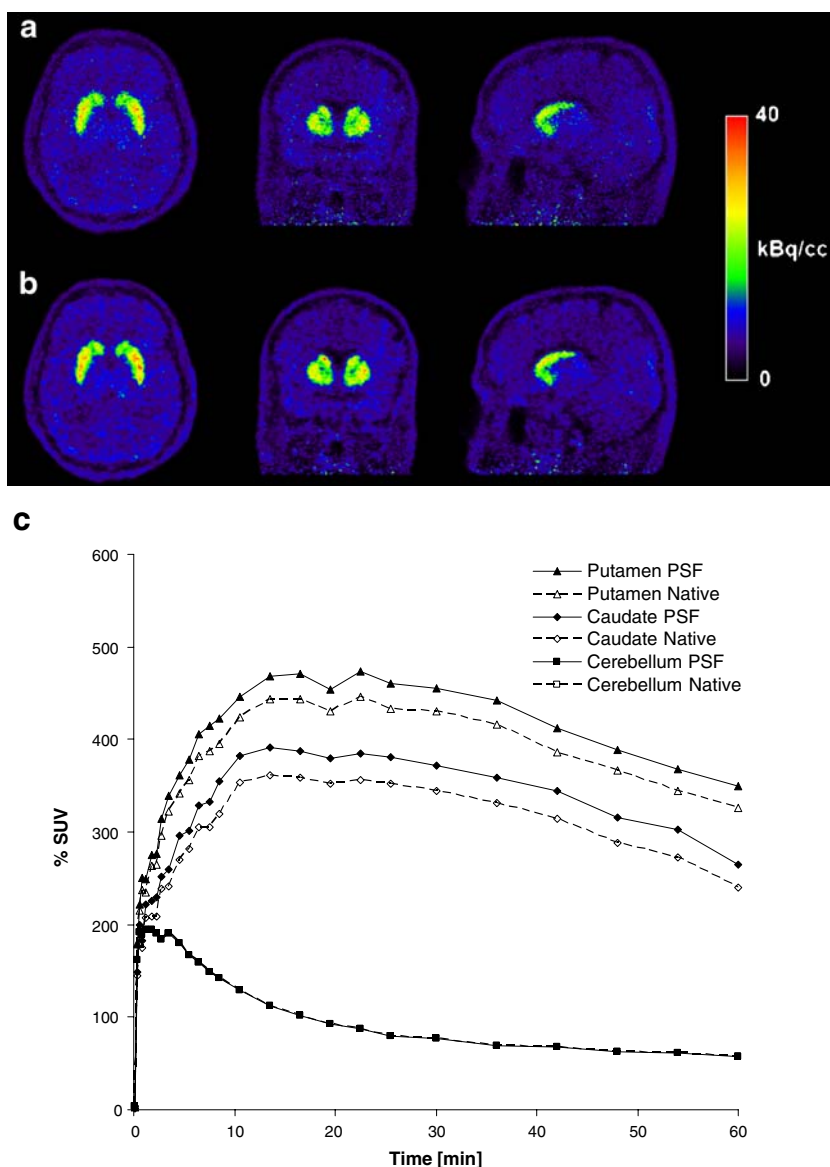 a
40
kBq/cc
b
0
c
600
500
400
300
200
100
0
% SUV
Putamen PSF
Putamen Native
Caudate PSF
Caudate Native
Cerebellum PSF
Cerebellum Native
0 10 20 30 40 50 60
Time [min]